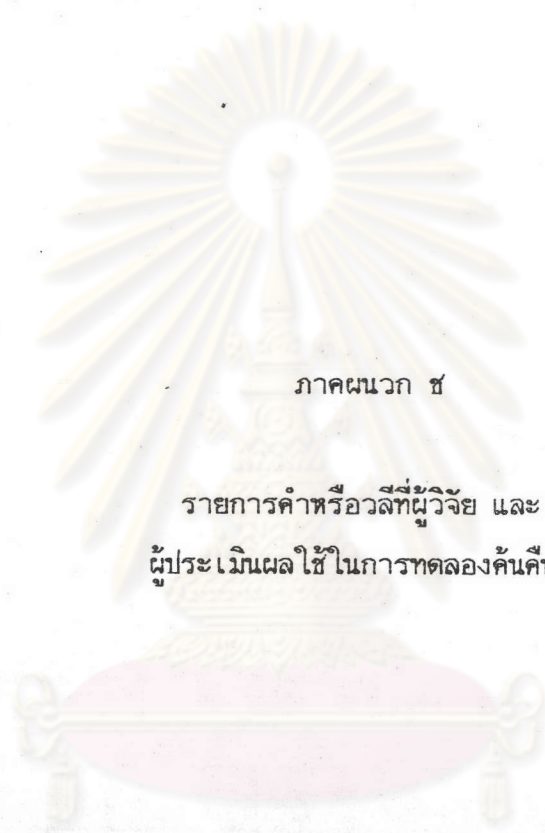 ภาคผนวก ช
รายการคำหรือวลีที่ผู้วิจัย และ
ผู้ประเมินผลใช้ในการทดลองค้นคืน